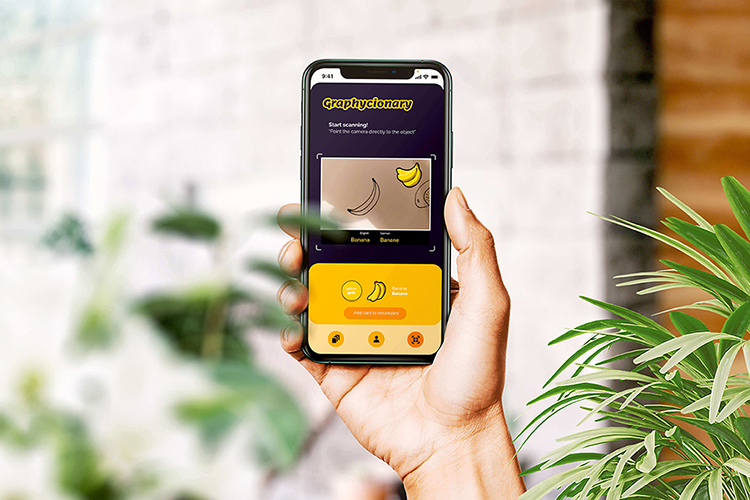 9:41
Graphycionary
Start scanning!
"Point the camera directly to the object"
English German
Banana Banane
Banana
Banane
Add card to vocabulary